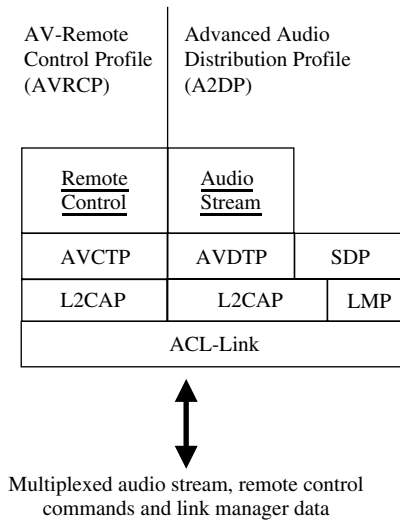 AV-Remote
Control Profile
(AVRCP)
Advanced Audio
Distribution Profile
(A2DP)
Remote
Control
Audio
Stream
AVCTP
AVDTP
SDP
L2CAP
L2CAP
LMP
ACL-Link
Multiplexed audio stream, remote control
commands and link manager data